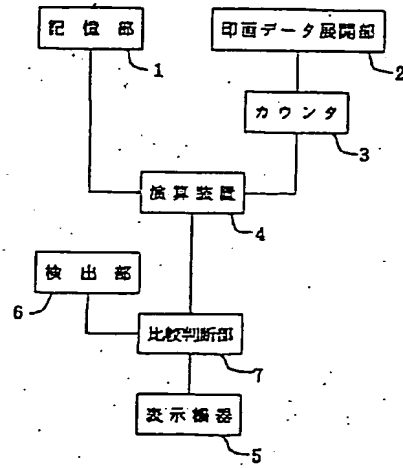 記憶部
1
印画データ展開部
2
カウンタ
3
演算装置
4
検出部
6
比較判断部
7
表示機器
5